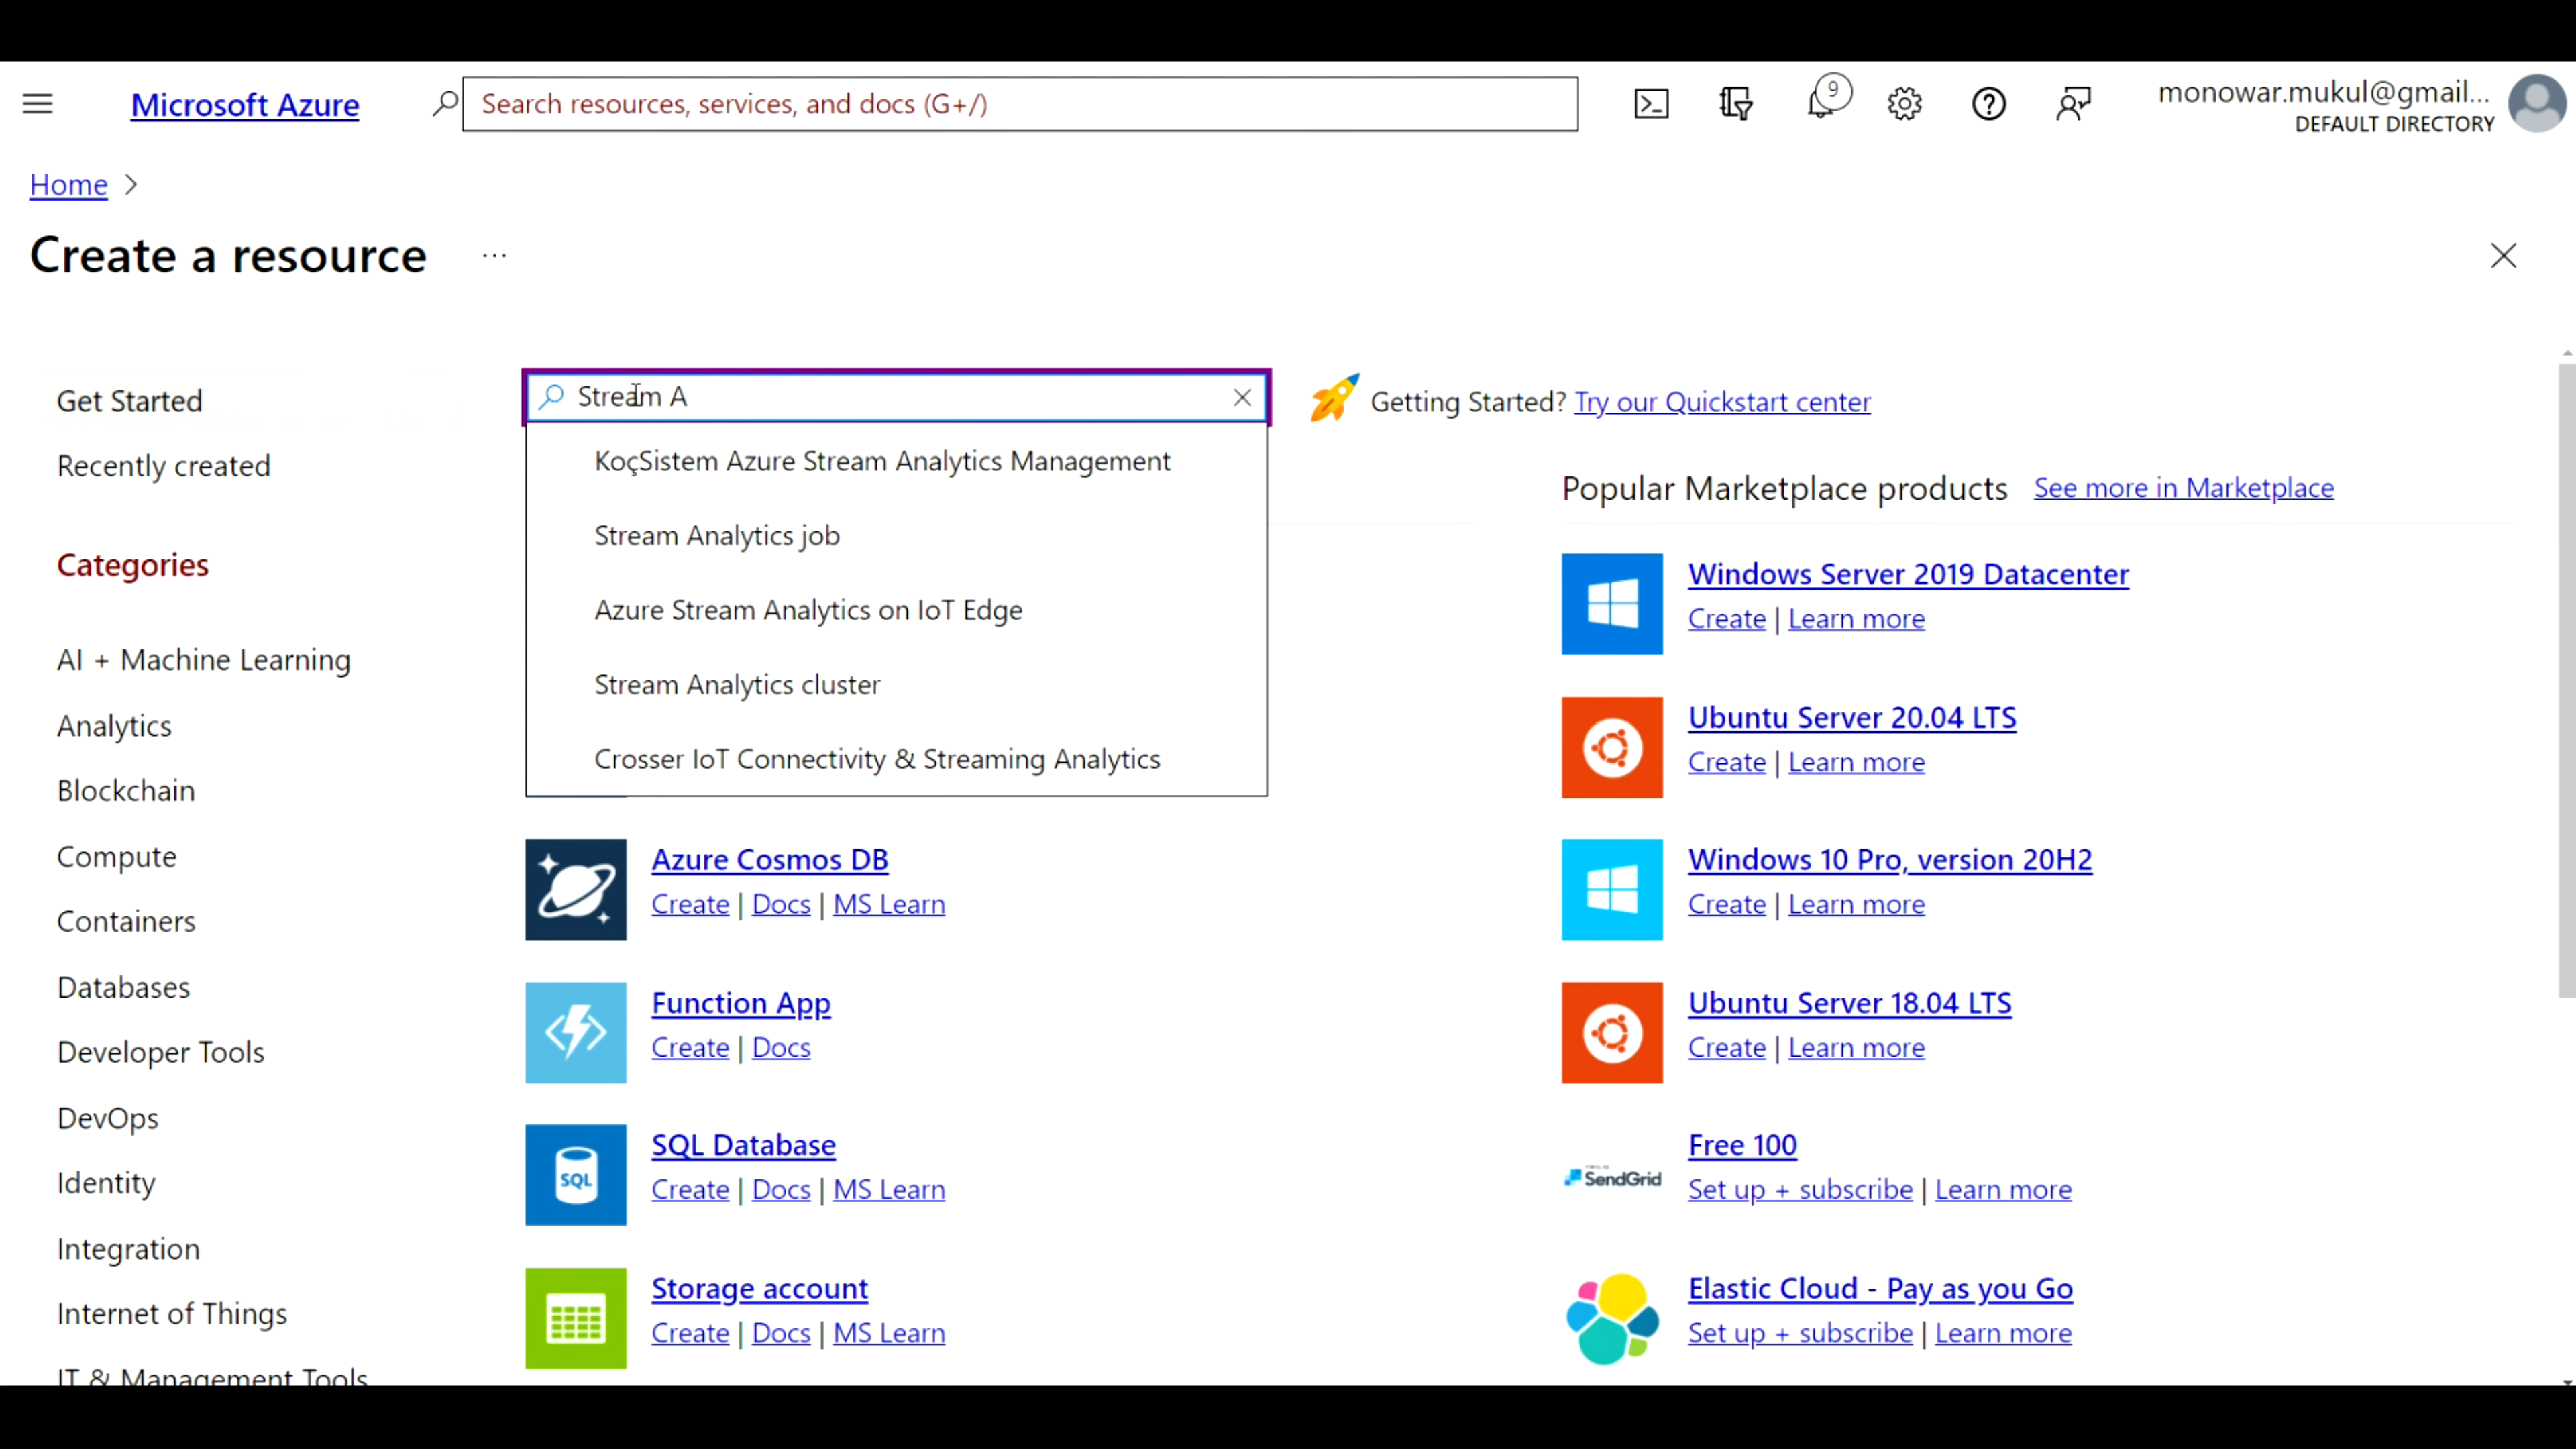 Microsoft Azure
Search resources, services, and docs (G+/)
9
monowar.mukul@gmail...
DEFAULT DIRECTORY
Home >
Create a resource ...
Get Started
Recently created
Categories
AI + Machine Learning
Analytics
Blockchain
Compute
Containers
Databases
Developer Tools
DevOps
Identity
Integration
Internet of Things
IT & Management Tools
Stream A
KoçSistem Azure Stream Analytics Management
Stream Analytics job
Azure Stream Analytics on IoT Edge
Stream Analytics cluster
Crosser IoT Connectivity & Streaming Analytics
Azure Cosmos DB
Create | Docs | MS Learn
Function App
Create | Docs
SQL
SQL Database
Create | Docs | MS Learn
Storage account
Create | Docs | MS Learn
Getting Started? Try our Quickstart center
Popular Marketplace products See more in Marketplace
Windows Server 2019 Datacenter
Create | Learn more
Ubuntu Server 20.04 LTS
Create | Learn more
Windows 10 Pro, version 20H2
Create | Learn more
Ubuntu Server 18.04 LTS
Create | Learn more
SendGrid
Free 100
Set up + subscribe | Learn more
Elastic Cloud - Pay as you Go
Set up + subscribe | Learn more